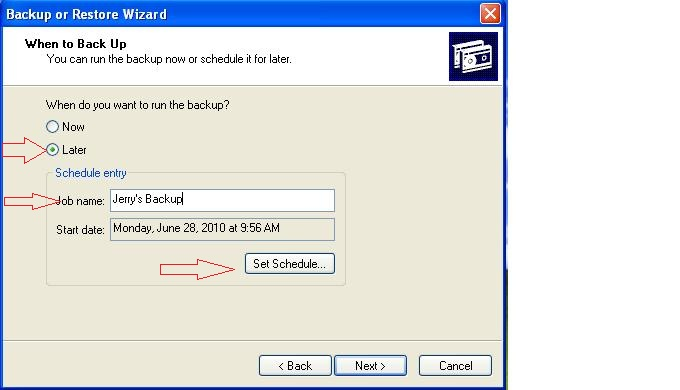 Backup or Restore Wizard
When to Back Up
You can run the backup now or schedule it for later.
When do you want to run the backup?
Now
Later
Schedule entry
Job name: Jerry's Backup
Start date: Monday, June 28, 2010 at 9:56 AM
Set Schedule...
< Back Next > Cancel